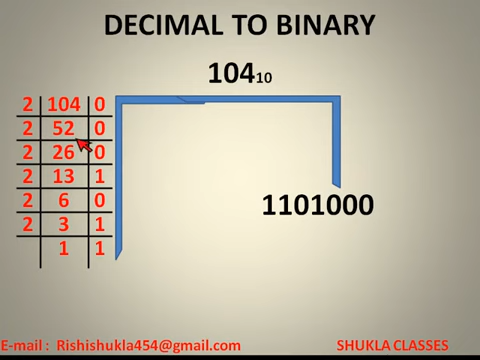 DECIMAL TO BINARY
104₁₀
2 104 0
2 52 0
2 26 0
2 13 1
2 6 0
2 3 1
1 1
1101000
E-mail : Rishishukla454@gmail.com SHUKLA CLASSES